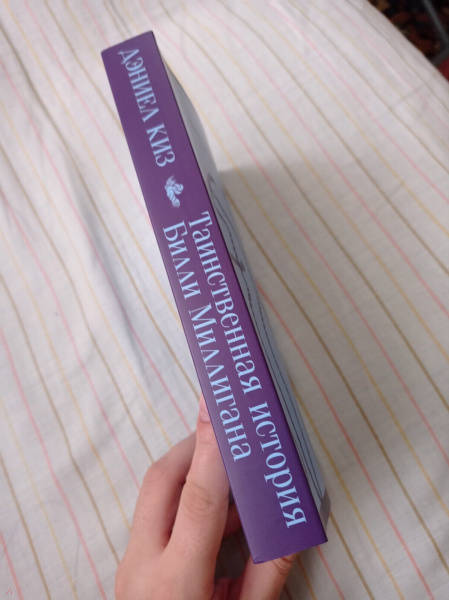 ДЭНИЕЛ КИЗ
Таинственная история
Билли Миллигана